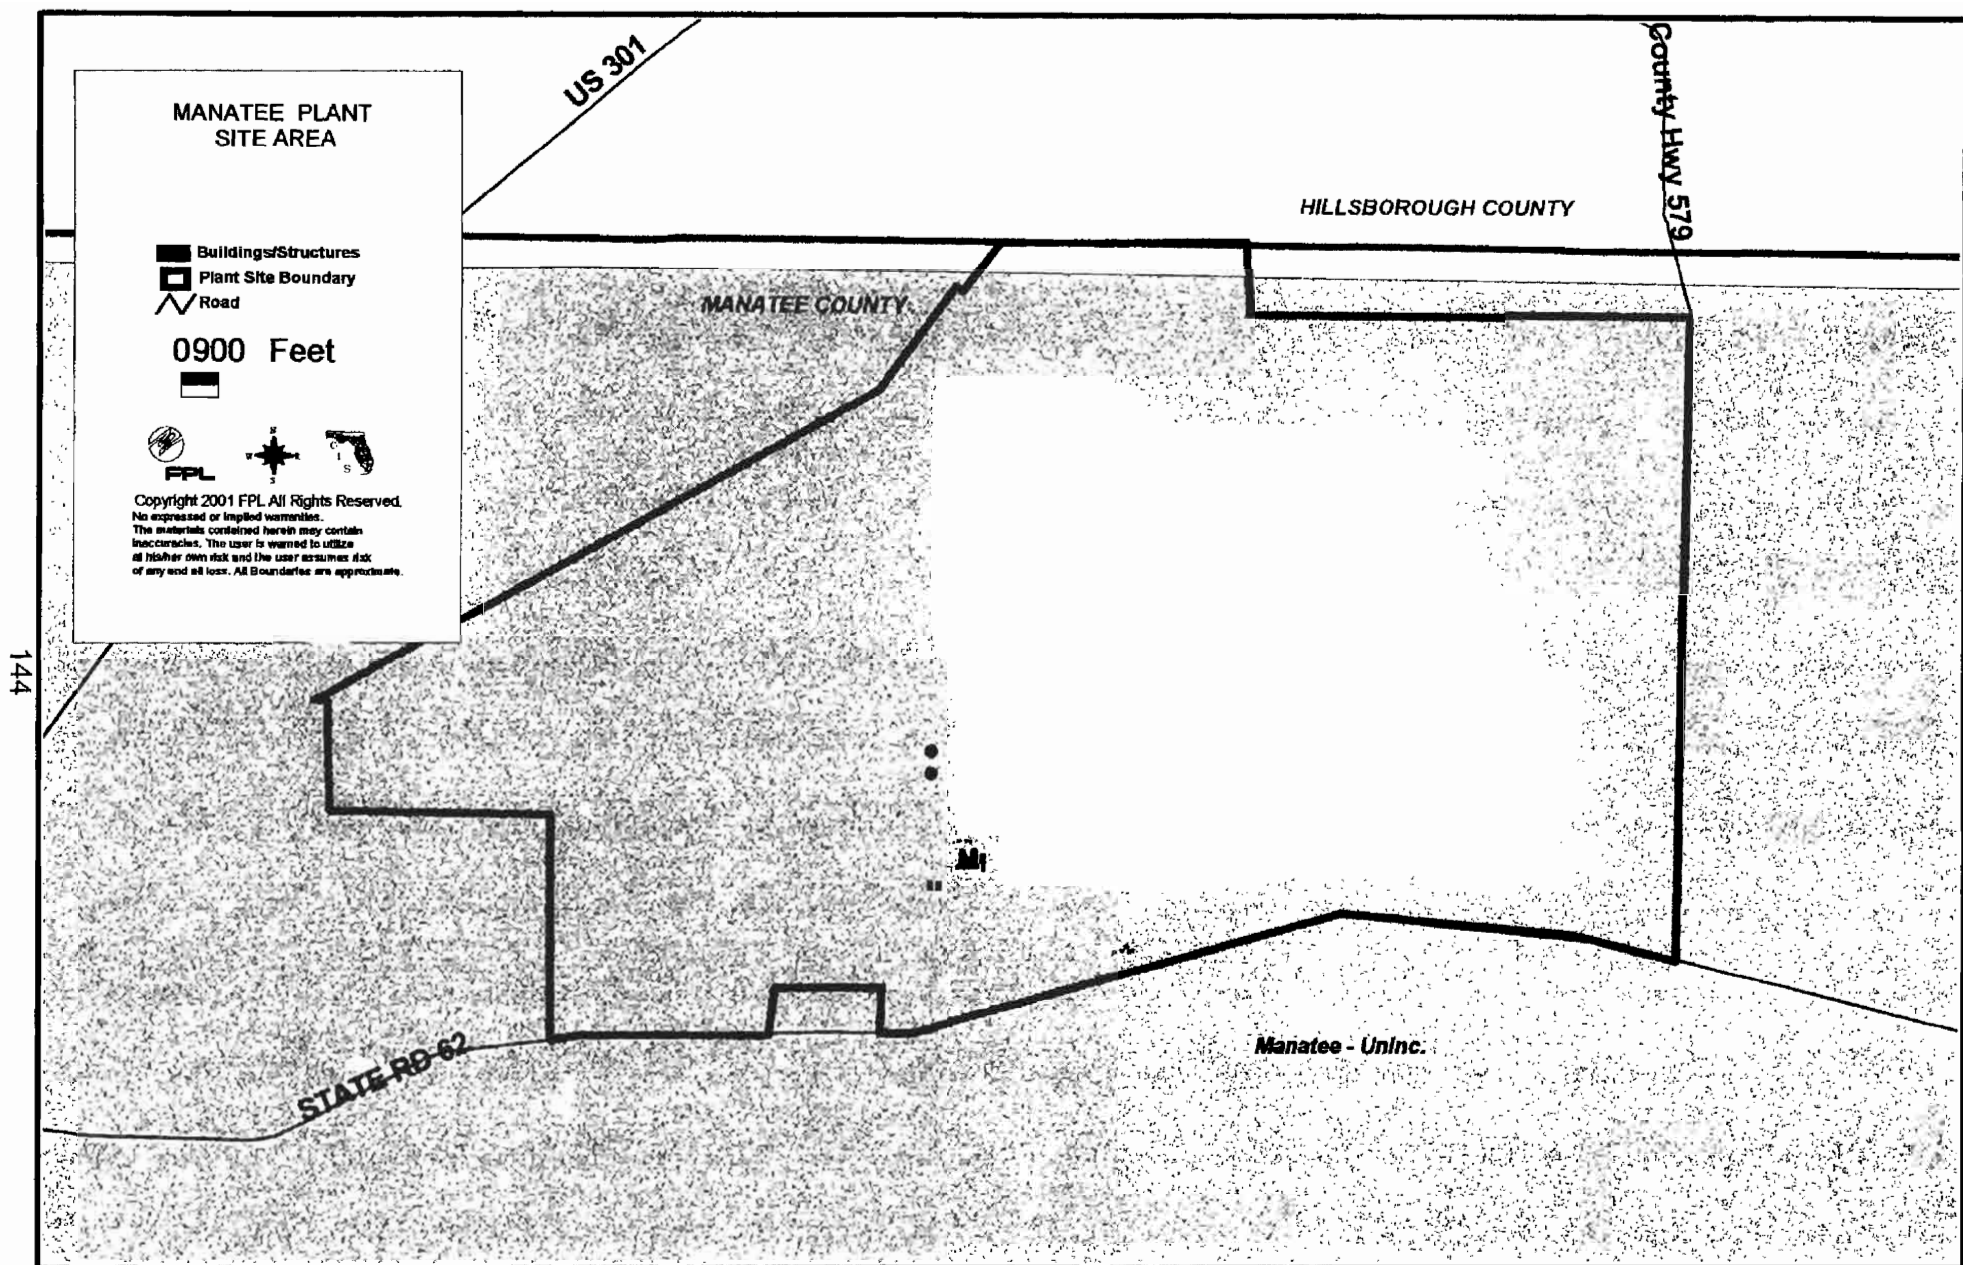 MANATEE PLANT
SITE AREA
Buildings/Structures
Plant Site Boundary
Road
0900 Feet
FPL
N
W
E
S
G
I
S
Copyright 2001 FPL All Rights Reserved.
No expressed or implied warranties.
The materials contained herein may contain
inaccuracies. The user is warned to utilize
at his/her own risk and the user assumes risk
of any and all loss. All Boundaries are approximate.
US 301
County Hwy 579
HILLSBOROUGH COUNTY
MANATEE COUNTY
STATE RD 62
Manatee - Uninc.
144